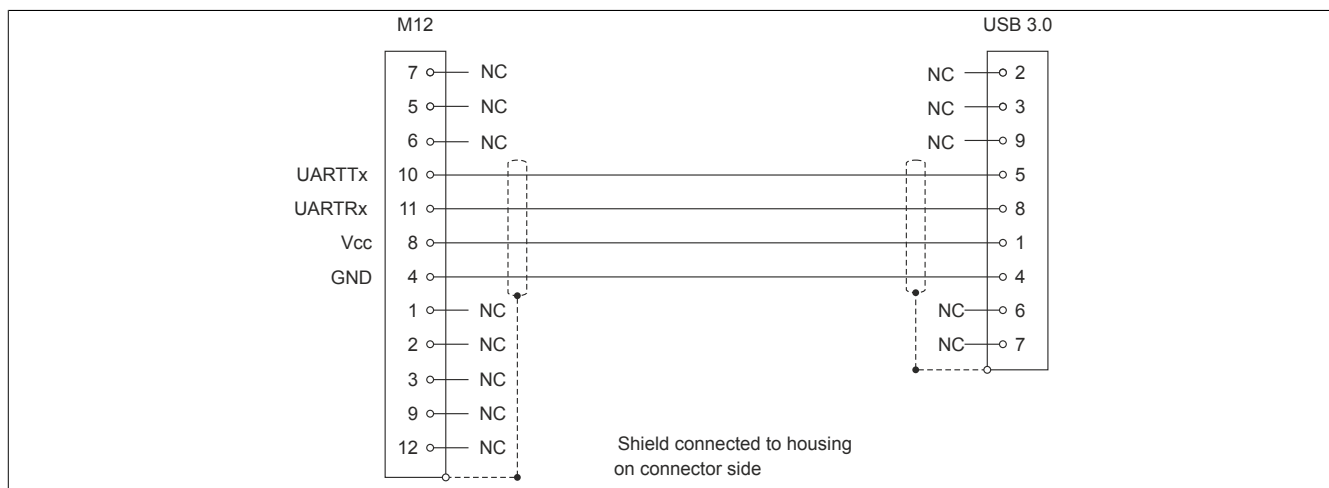 M12 USB 3.0
7 NC NC 2
5 NC NC 3
6 NC NC 9
UARTTx 10 5
UARTRx 11 8
Vcc 8 1
GND 4 4
1 NC NC 6
2 NC NC 7
3 NC
9 NC
12 NC
Shield connected to housing
on connector side